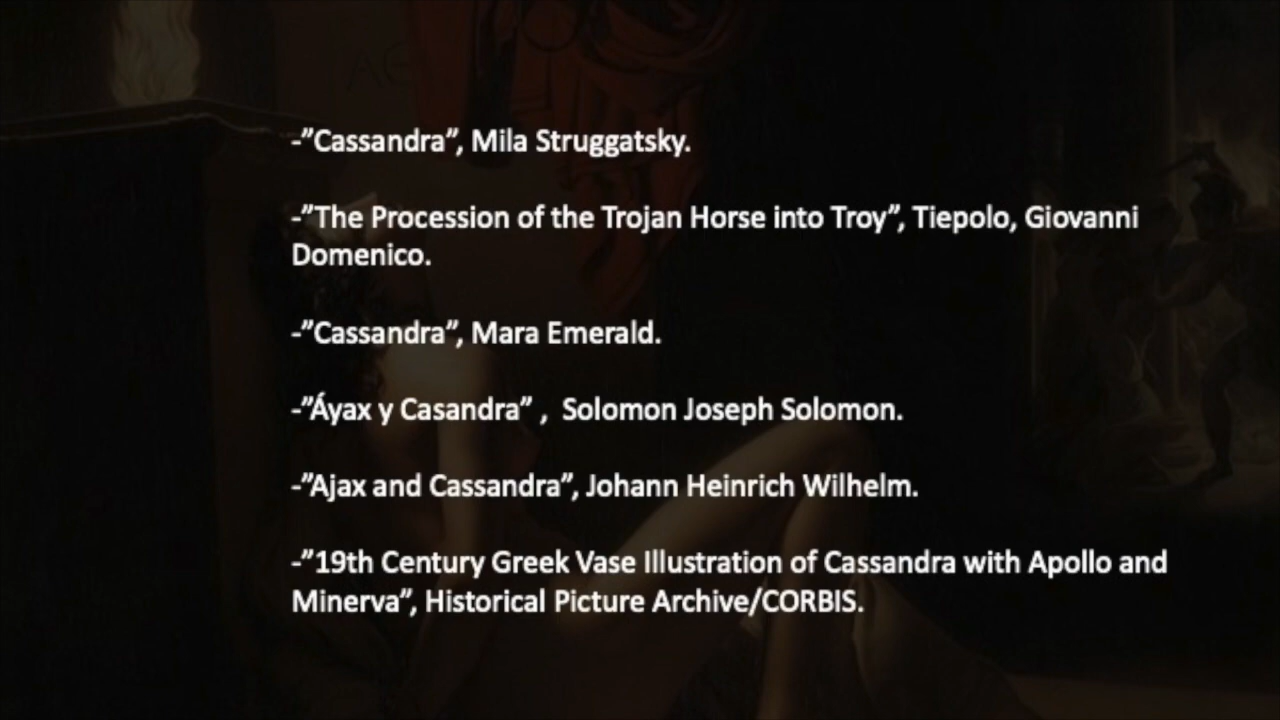 -”Cassandra”, Mila Struggatsky.
-”The Procession of the Trojan Horse into Troy”, Tiepolo, Giovanni
Domenico.
-”Cassandra”, Mara Emerald.
-”Áyax y Casandra” ,  Solomon Joseph Solomon.
-”Ajax and Cassandra”, Johann Heinrich Wilhelm.
-”19th Century Greek Vase Illustration of Cassandra with Apollo and
Minerva”, Historical Picture Archive/CORBIS.